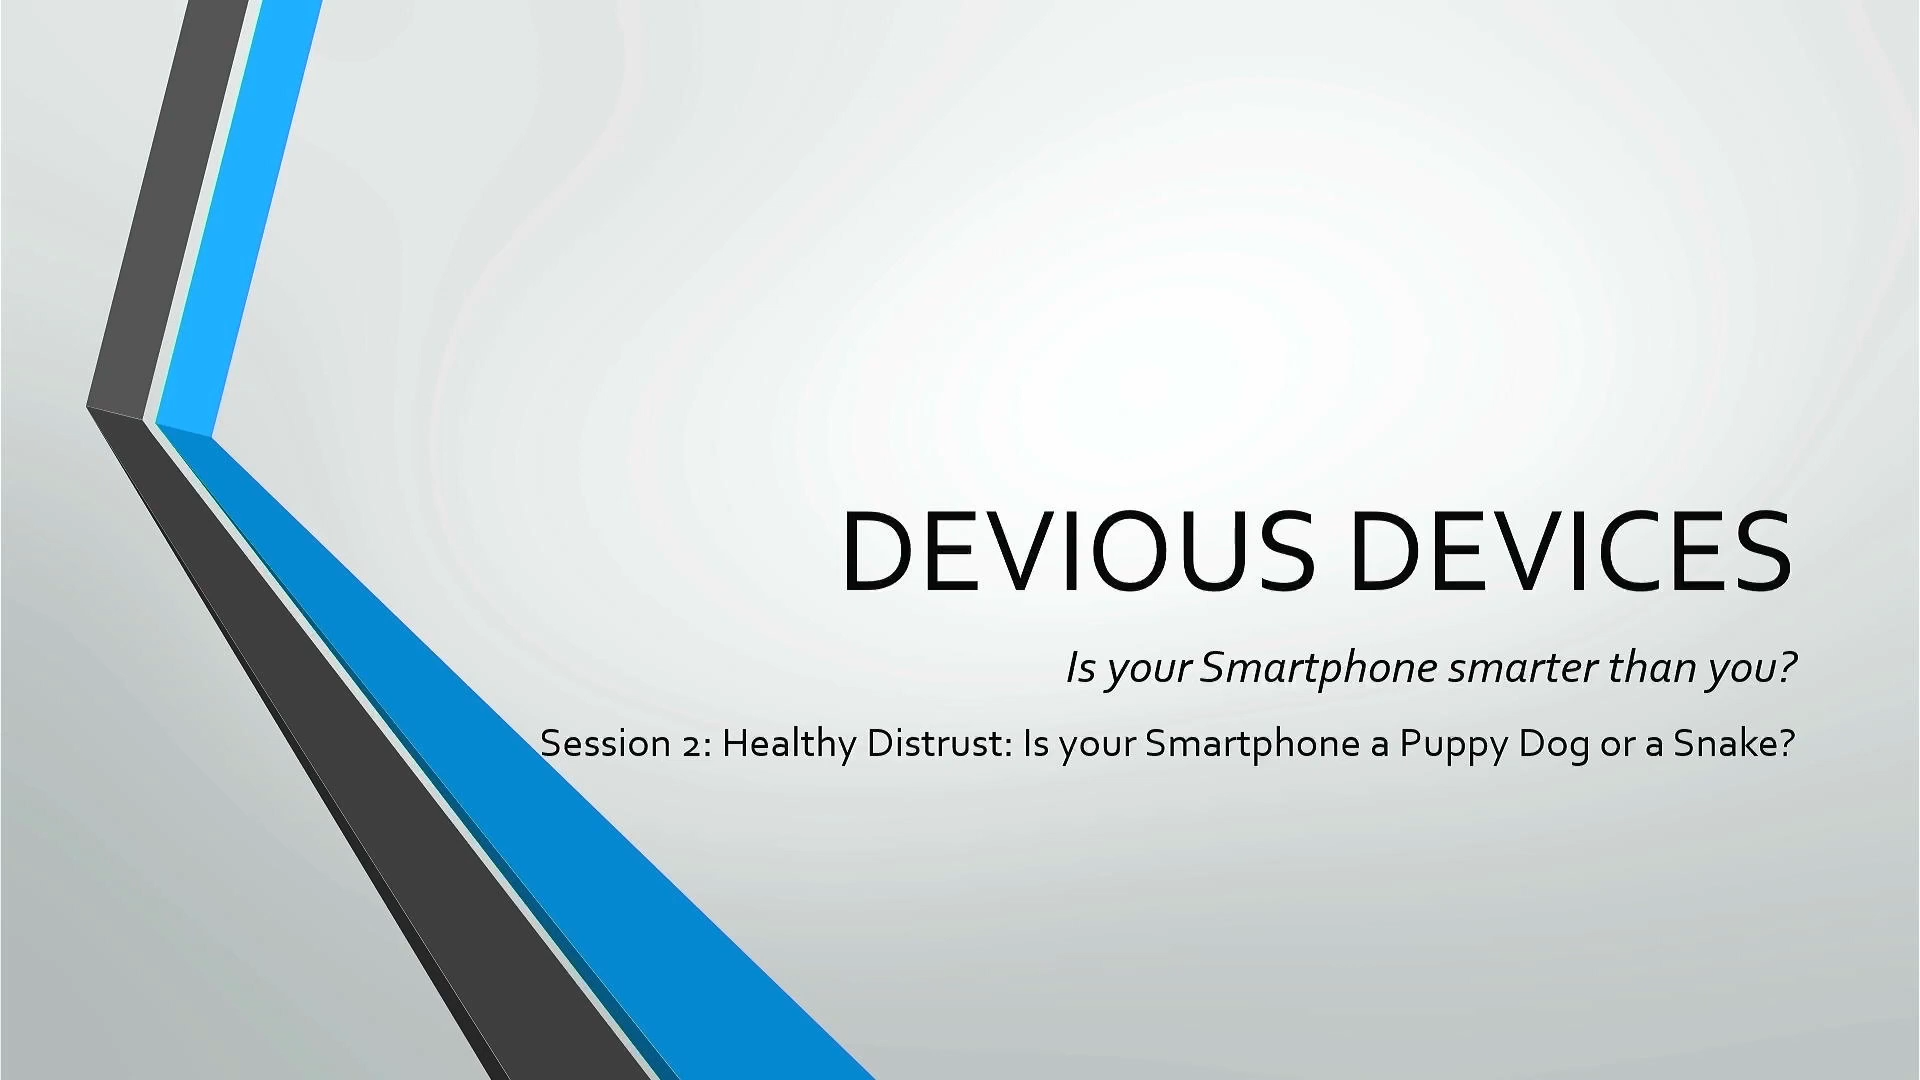 DEVIOUS DEVICES
Is your Smartphone smarter than you?
Session 2: Healthy Distrust: Is your Smartphone a Puppy Dog or a Snake?